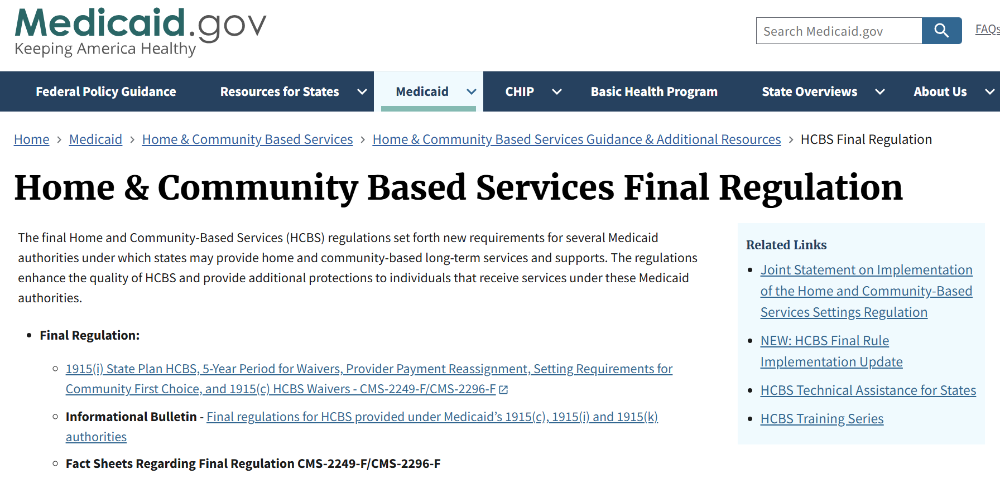 Medicaid.gov
Keeping America Healthy
Search Medicaid.gov
FAQs
Federal Policy Guidance Resources for States Medicaid CHIP Basic Health Program State Overviews About Us
Home > Medicaid > Home & Community Based Services > Home & Community Based Services Guidance & Additional Resources > HCBS Final Regulation
Home & Community Based Services Final Regulation
The final Home and Community-Based Services (HCBS) regulations set forth new requirements for several Medicaid
authorities under which states may provide home and community-based long-term services and supports. The regulations
enhance the quality of HCBS and provide additional protections to individuals that receive services under these Medicaid
authorities.
• Final Regulation:
○ 1915(i) State Plan HCBS, 5-Year Period for Waivers, Provider Payment Reassignment, Setting Requirements for
Community First Choice, and 1915(c) HCBS Waivers - CMS-2249-F/CMS-2296-F
○ Informational Bulletin - Final regulations for HCBS provided under Medicaid’s 1915(c), 1915(i) and 1915(k)
authorities
○ Fact Sheets Regarding Final Regulation CMS-2249-F/CMS-2296-F
Related Links
• Joint Statement on Implementation
of the Home and Community-Based
Services Settings Regulation
• NEW: HCBS Final Rule
Implementation Update
• HCBS Technical Assistance for States
• HCBS Training Series